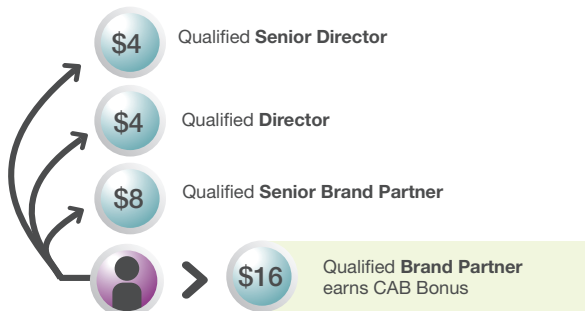 $4 Qualified Senior Director
$4 Qualified Director
$8 Qualified Senior Brand Partner
$16 Qualified Brand Partner
earns CAB Bonus